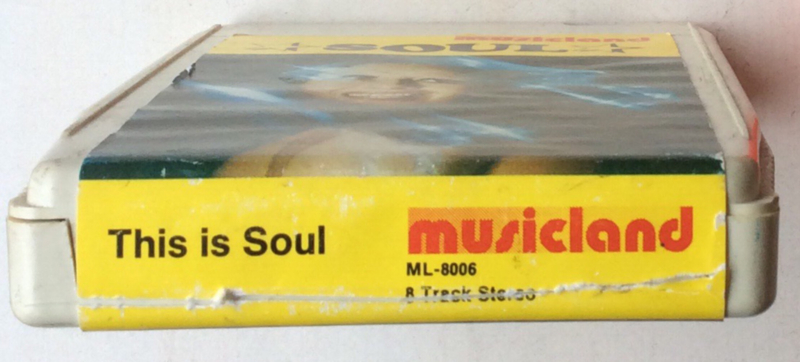 musicland
SOUL
This is Soul
musicland
ML-8006
8 Track Stereo